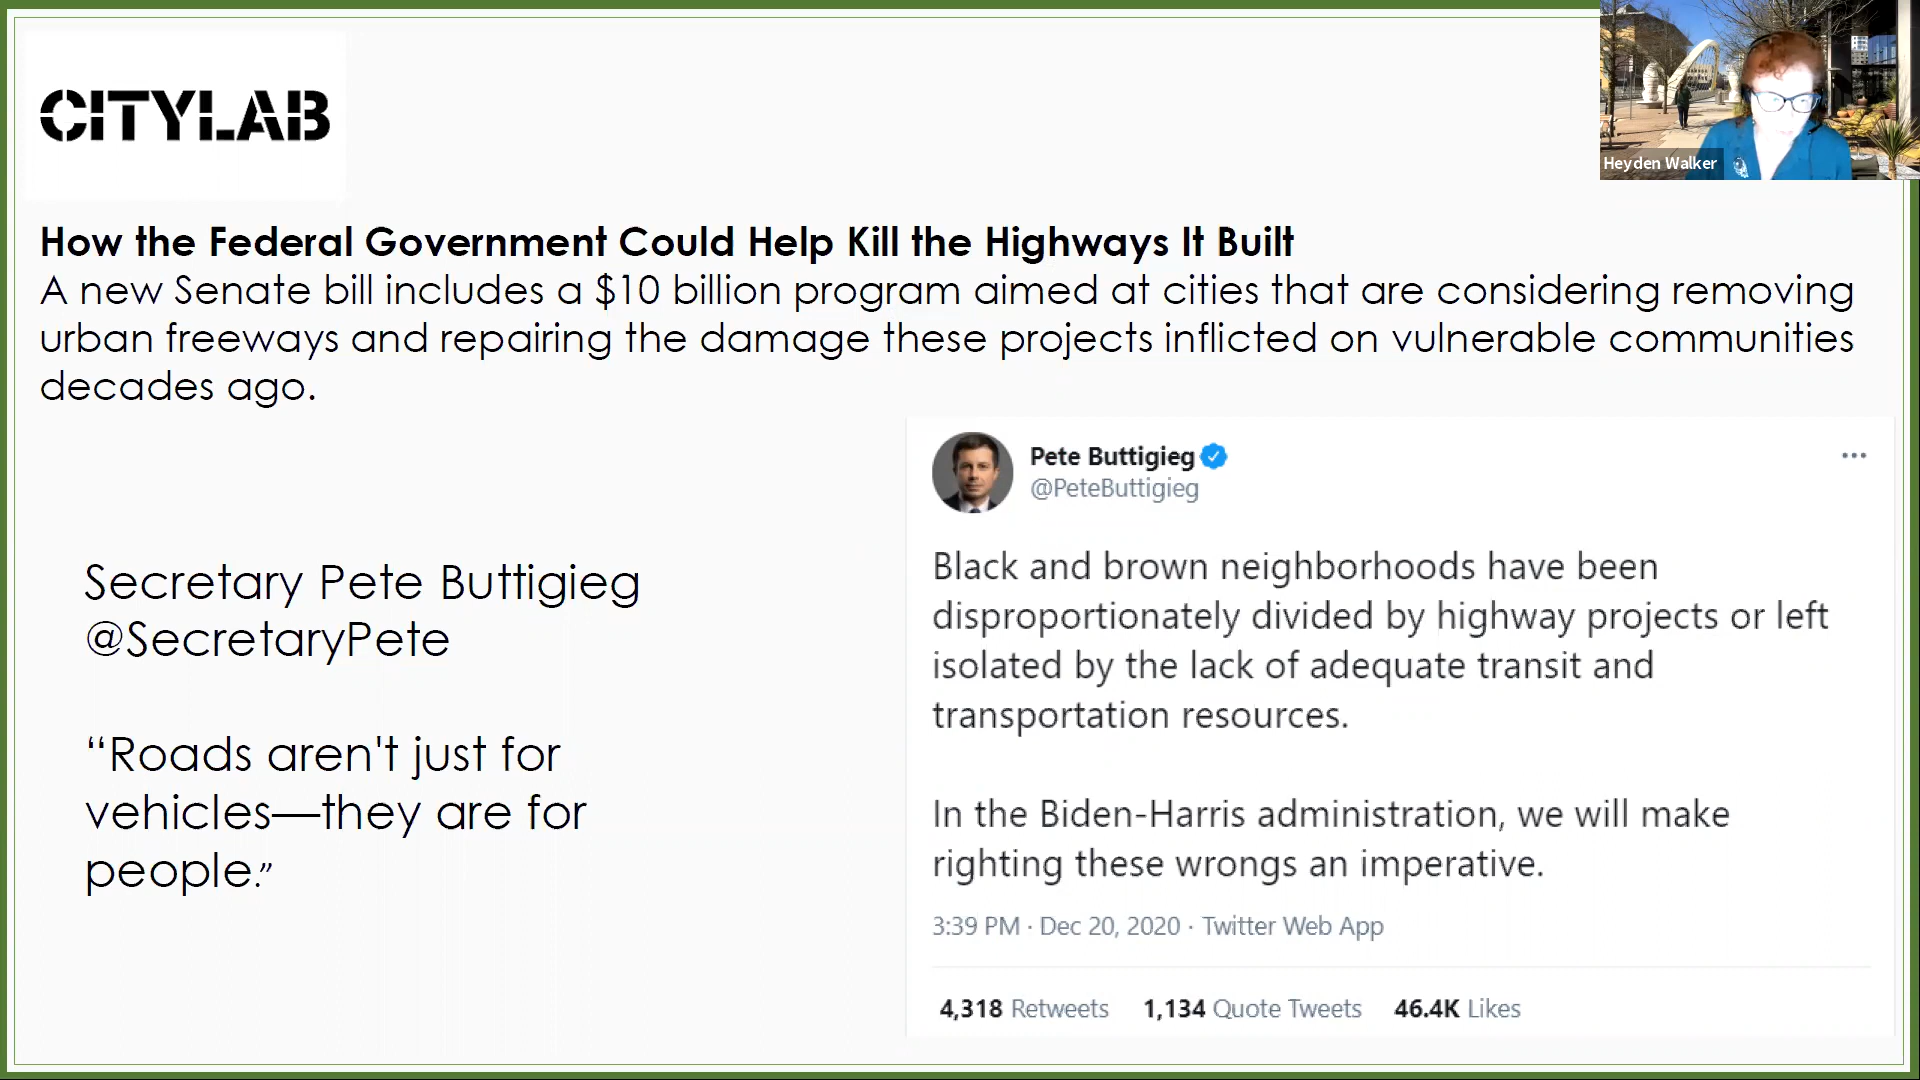 CITYLAB
Heyden Walker
How the Federal Government Could Help Kill the Highways It Built
A new Senate bill includes a $10 billion program aimed at cities that are considering removing
urban freeways and repairing the damage these projects inflicted on vulnerable communities
decades ago.
Secretary Pete Buttigieg
@SecretaryPete
“Roads aren't just for
vehicles—they are for
people.”
Pete Buttigieg
@PeteButtigieg
Black and brown neighborhoods have been
disproportionately divided by highway projects or left
isolated by the lack of adequate transit and
transportation resources.
In the Biden-Harris administration, we will make
righting these wrongs an imperative.
3:39 PM · Dec 20, 2020 · Twitter Web App
4,318 Retweets 1,134 Quote Tweets 46.4K Likes